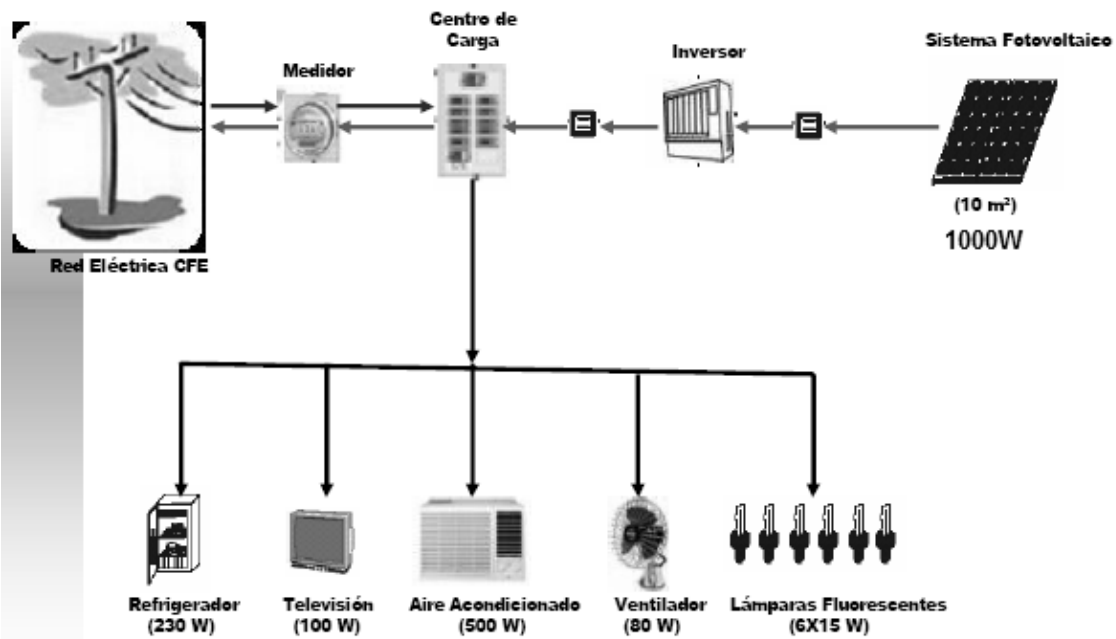 Centro de
Carga
Inversor
Sistema Fotovoltaico
Medidor
(10 m²)
1000W
Red Eléctrica CFE
Refrigerador
(230 W)
Televisión
(100 W)
Aire Acondicionado
(500 W)
Ventilador
(80 W)
Lámparas Fluorescentes
(6X15 W)